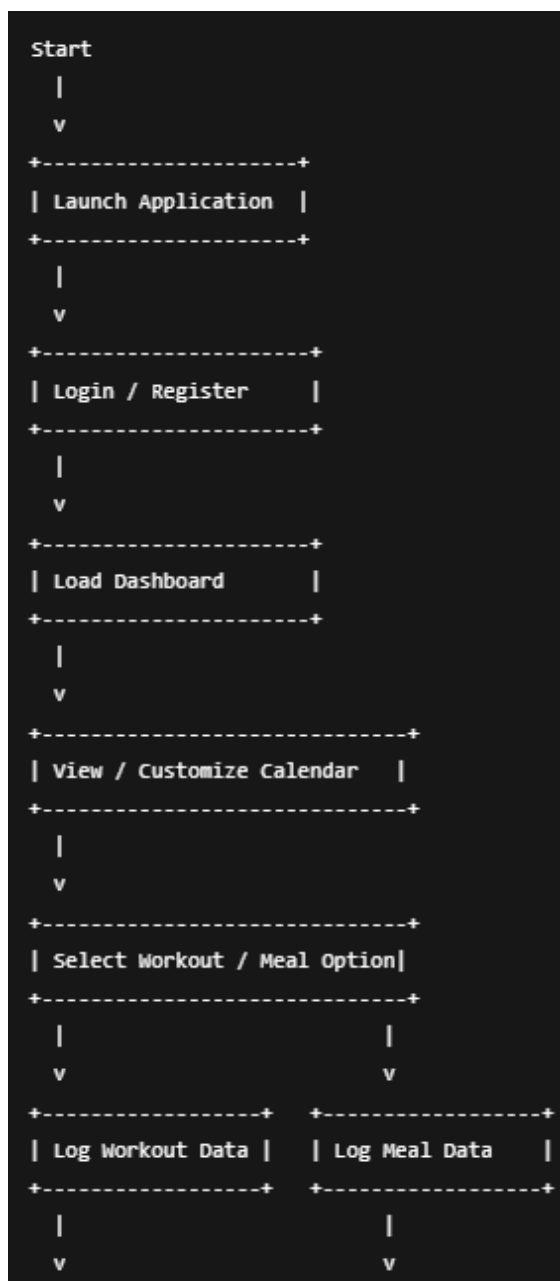 Start
|
v
+---------------------+
| Launch Application  |
+---------------------+
|
v
+----------------------+
| Login / Register     |
+----------------------+
|
v
+----------------------+
| Load Dashboard       |
+----------------------+
|
v
+------------------------------+
| View / Customize Calendar   |
+------------------------------+
|
v
+------------------------------+
| Select Workout / Meal Option|
+------------------------------+
|                          |
v                          v
+------------------+   +------------------+
| Log Workout Data |   | Log Meal Data    |
+------------------+   +------------------+
|                          |
v                          v